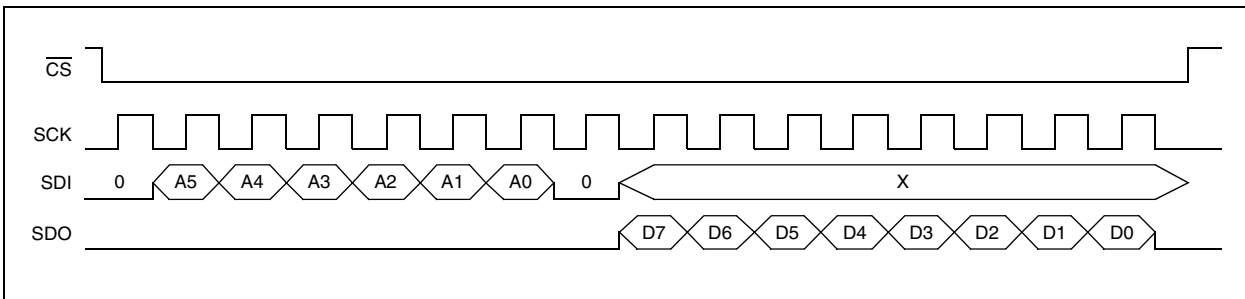 CS
SCK
SDI 0 A5 A4 A3 A2 A1 A0 0 X
SDO D7 D6 D5 D4 D3 D2 D1 D0